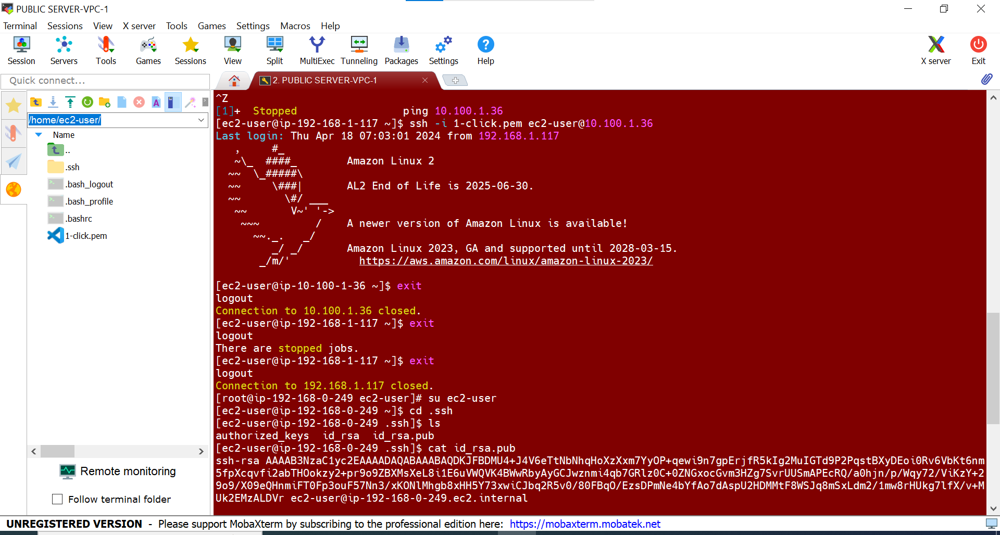 PUBLIC SERVER-VPC-1
Terminal Sessions View X server Tools Games Settings Macros Help
Session Servers Tools Games Sessions View Split MultiExec Tunneling Packages Settings Help X server Exit
Quick connect...
2. PUBLIC SERVER-VPC-1
/home/ec2-user/
Name
..
.ssh
.bash_logout
.bash_profile
.bashrc
1-click.pem
Remote monitoring
Follow terminal folder
^Z
[1]+  Stopped                 ping 10.100.1.36
[ec2-user@ip-192-168-1-117 ~]$ ssh -i 1-click.pem ec2-user@10.100.1.36
Last login: Thu Apr 18 07:03:01 2024 from 192.168.1.117
   ,     #_
   ~\_  ####_        Amazon Linux 2
  ~~  \_#####\
  ~~     \###|       AL2 End of Life is 2025-06-30.
  ~~       \#/ ___
   ~~       V~' '->
    ~~~         /    A newer version of Amazon Linux is available!
      ~~._.   _/
         _/ _/       Amazon Linux 2023, GA and supported until 2028-03-15.
       _/m/'           https://aws.amazon.com/linux/amazon-linux-2023/
[ec2-user@ip-10-100-1-36 ~]$ exit
logout
Connection to 10.100.1.36 closed.
[ec2-user@ip-192-168-1-117 ~]$ exit
logout
There are stopped jobs.
[ec2-user@ip-192-168-1-117 ~]$ exit
logout
Connection to 192.168.1.117 closed.
[root@ip-192-168-0-249 ec2-user]# su ec2-user
[ec2-user@ip-192-168-0-249 ~]$ cd .ssh
[ec2-user@ip-192-168-0-249 .ssh]$ ls
authorized_keys  id_rsa  id_rsa.pub
[ec2-user@ip-192-168-0-249 .ssh]$ cat id_rsa.pub
ssh-rsa AAAAB3NzaC1yc2EAAAADAQABAAABAQDKJFBDMU4+J4V6eTtNbNhqHoXzXxm7YyOP+qewi9n7gpErjfR5kIg2MuIGTd9P2PqstBXyDEoi0Rv6VbKt6nm
5fpXcqvfi2abTHOokzy2+pr9o9ZBXMsXeL8i1E6uVWQVK4BWwRbyAyGCJwznmi4qb7GRlz0C+0ZNGxocGvm3HZg7SvrUUSmAPEcRQ/a0hjn/p/Wqy72/ViKzY+2
9o9/X09eQHnmiFT0Fp3ouF57Nn3/xKONlMhgb8xHH5Y73xwiCJbq2R5v0/80FBqO/EzsDPmNe4bYfAo7dAspU2HDMMtF8WSJq8mSxLdm2/1mw8rHUkg7lfX/v+M
Uk2EMzALDVr ec2-user@ip-192-168-0-249.ec2.internal
UNREGISTERED VERSION - Please support MobaXterm by subscribing to the professional edition here: https://mobaxterm.mobatek.net